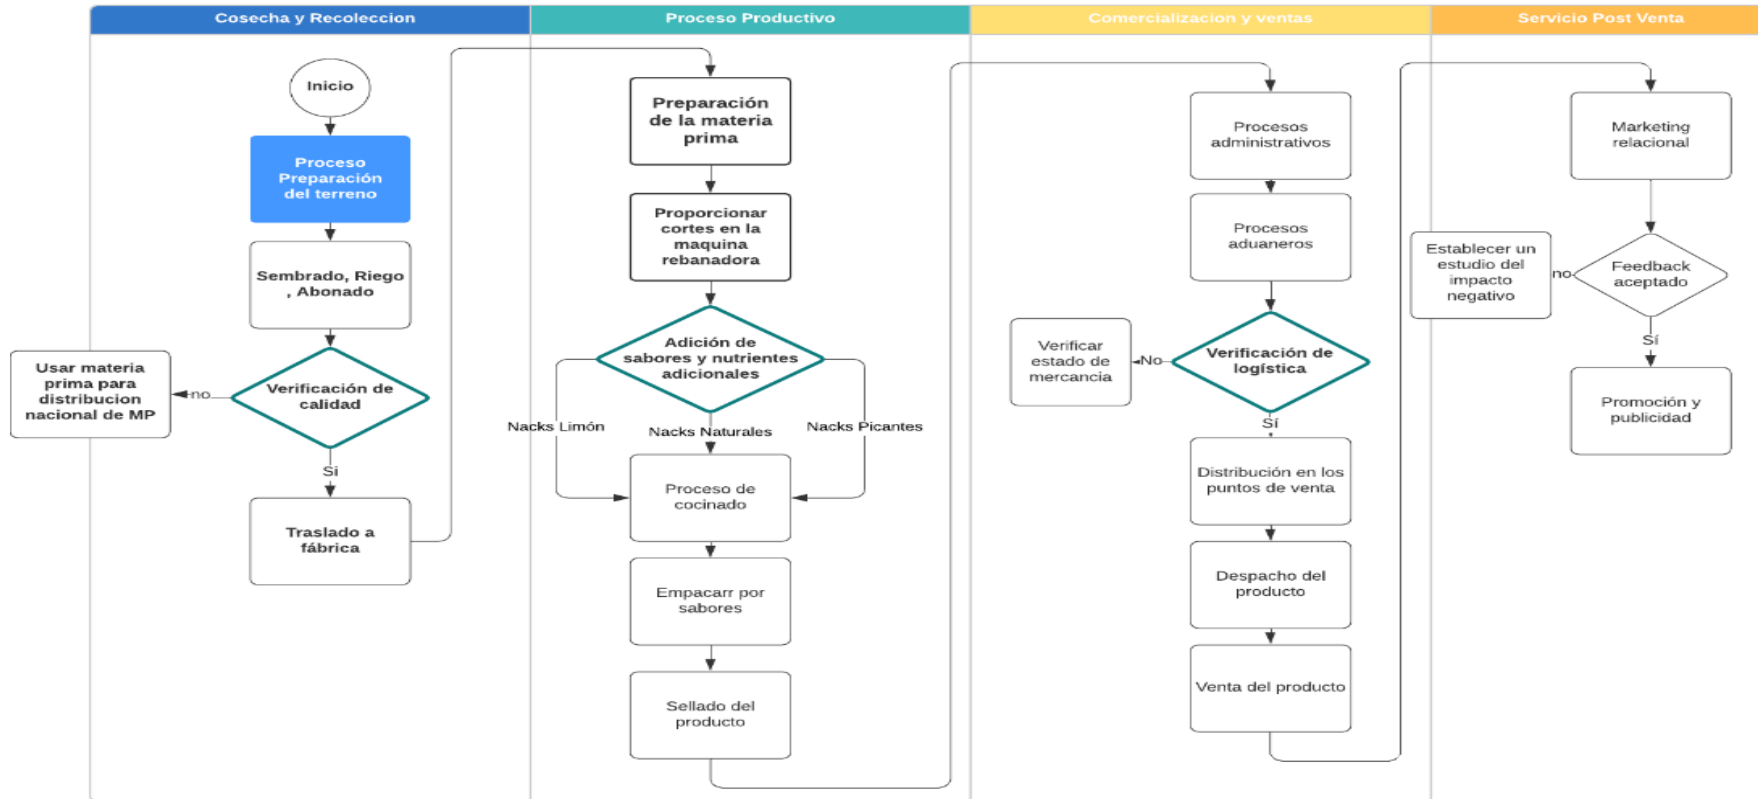 Cosecha y Recoleccion
Proceso Productivo
Comercializacion y ventas
Servicio Post Venta
Inicio
Proceso
Preparación
del terreno
Sembrado, Riego
, Abonado
Verificación de
calidad
no
Usar materia
prima para
distribucion
nacional de MP
Si
Traslado a
fábrica
Preparación
de la materia
prima
Proporcionar
cortes en la
maquina
rebanadora
Adición de
sabores y nutrientes
adicionales
Nacks Limón
Nacks Naturales
Nacks Picantes
Proceso de
cocinado
Empacarr por
sabores
Sellado del
producto
Procesos
administrativos
Procesos
aduaneros
Verificación de
logística
No
Verificar
estado de
mercancia
Sí
Distribución en los
puntos de venta
Despacho del
producto
Venta del producto
Marketing
relacional
Feedback
aceptado
no
Establecer un
estudio del
impacto
negativo
Sí
Promoción y
publicidad